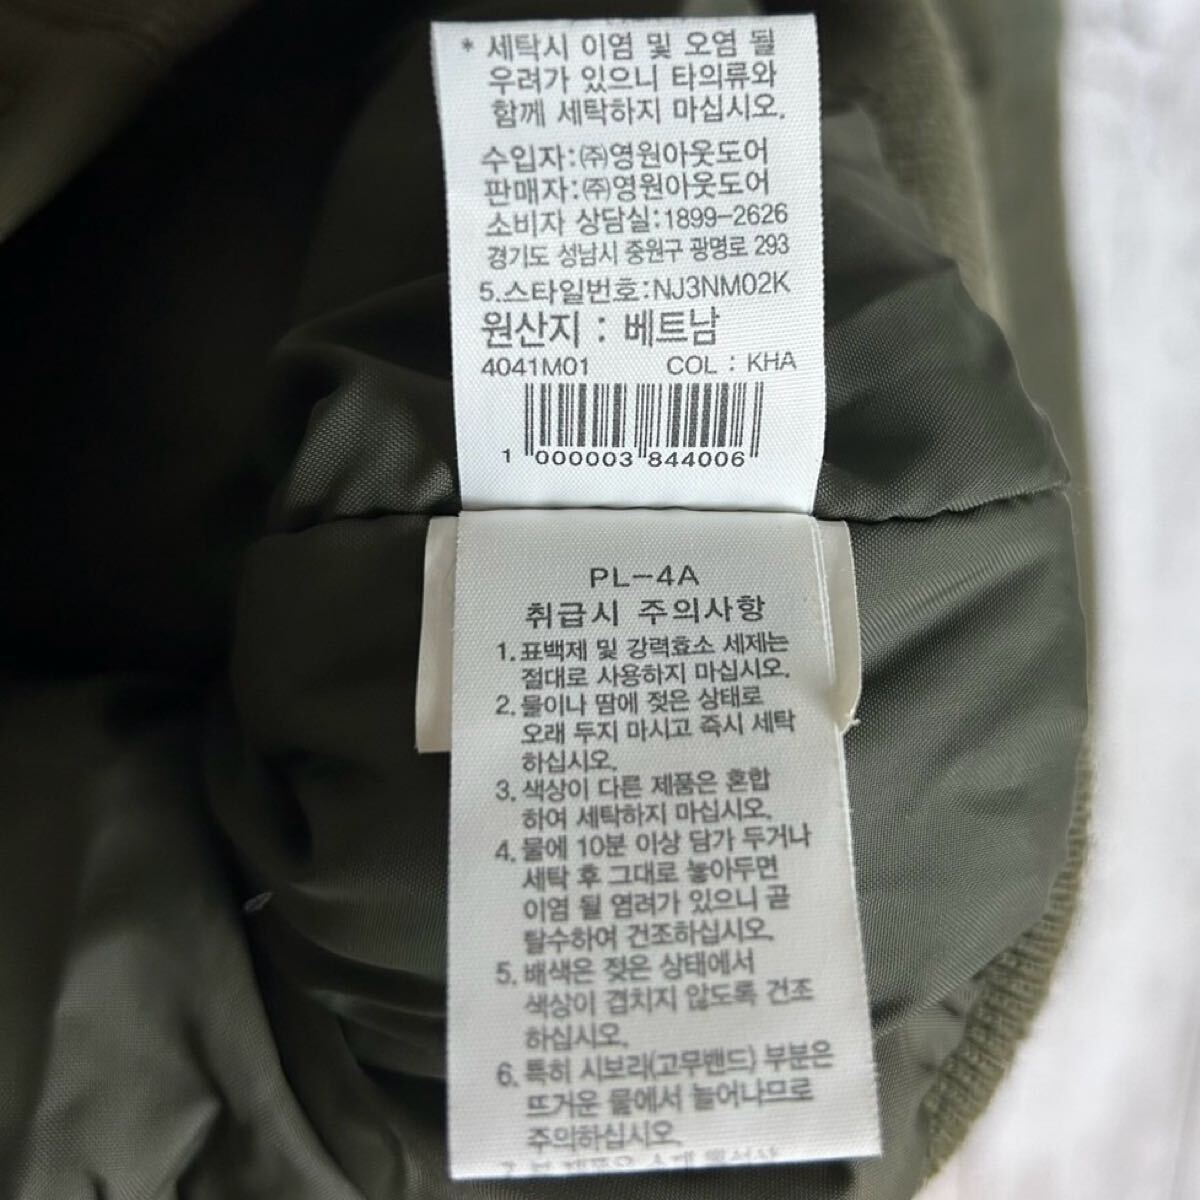 * 세탁시 이염 및 오염 될
우려가 있으니 타의류와
함께 세탁하지 마십시오.
수입자:㈜영원아웃도어
판매자:㈜영원아웃도어
소비자 상담실:1899-2626
경기도 성남시 중원구 광명로 293
5.스타일번호:NJ3NM02K
원산지 : 베트남
4041M01 COL : KHA
1 000003 844006
PL-4A
취급시 주의사항
1. 표백제 및 강력효소 세제는
절대로 사용하지 마십시오.
2. 물이나 땀에 젖은 상태로
오래 두지 마시고 즉시 세탁
하십시오.
3. 색상이 다른 제품은 혼합
하여 세탁하지 마십시오.
4. 물에 10분 이상 담가 두거나
세탁 후 그대로 놓아두면
이염 될 염려가 있으니 곧
탈수하여 건조하십시오.
5. 배색은 젖은 상태에서
색상이 겹치지 않도록 건조
하십시오.
6. 특히 시보리(고무밴드) 부분은
뜨거운 물에서 늘어나므로
주의하십시오.